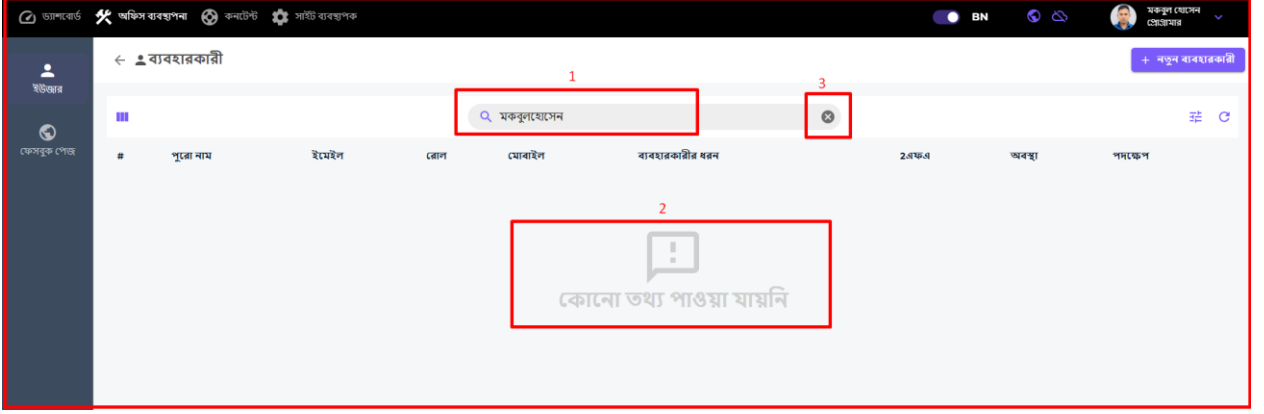 ড্যাশবোর্ড অফিস ব্যবস্থাপনা কনটেন্ট সাইট ব্যবস্থাপক BN মকবুল হোসেন
প্রোগ্রামার
ব্যবহারকারী + নতুন ব্যবহারকারী
ইউজার
1
3
মকবুলহোসেন
ফেসবুক পেজ
# পুরো নাম ইমেইল রোল মোবাইল ব্যবহারকারীর ধরন 2এফএ অবস্থা পদক্ষেপ
2
কোনো তথ্য পাওয়া যায়নি